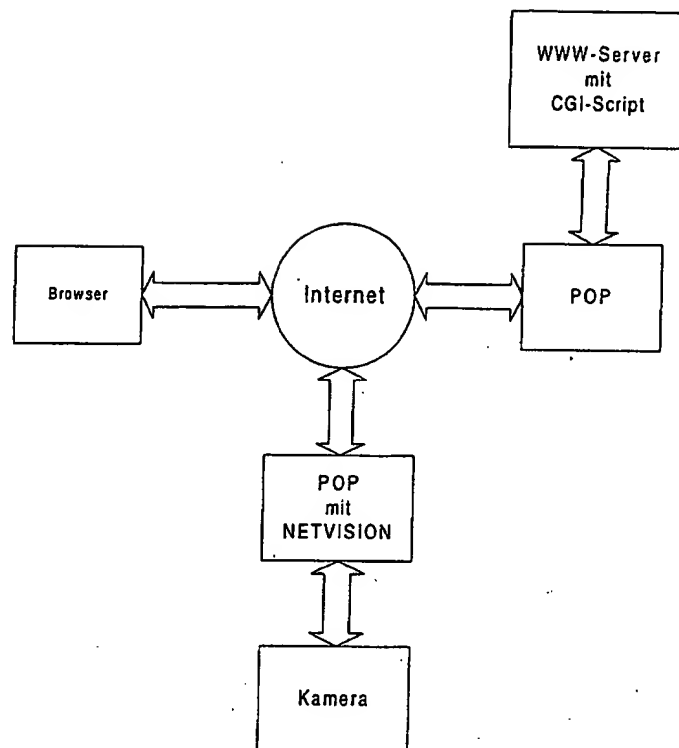 WWW-Server
mit
CGI-Script
Browser
Internet
POP
POP
mit
NETVISION
Kamera